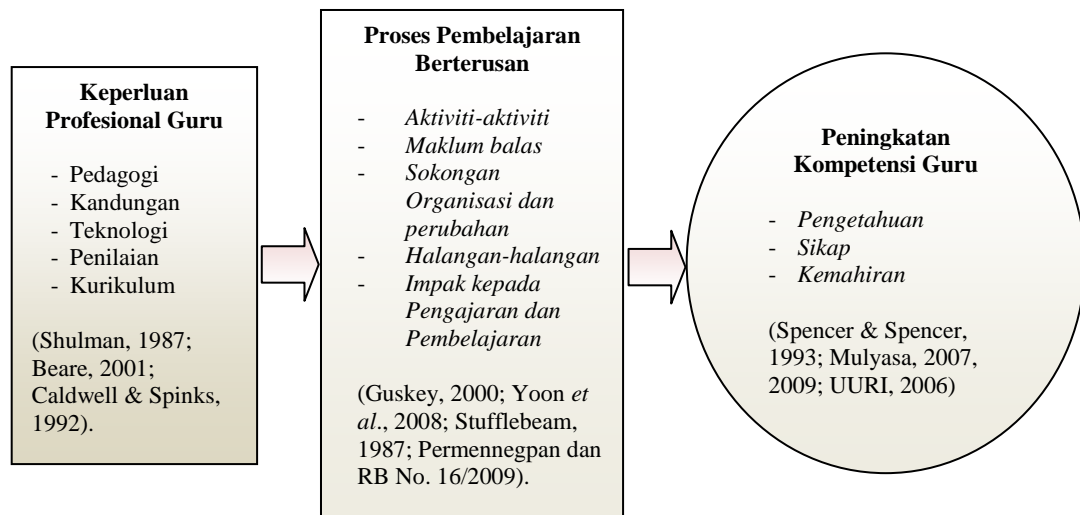 Keperluan
Profesional Guru
- Pedagogi
- Kandungan
- Teknologi
- Penilaian
- Kurikulum
(Shulman, 1987;
Beare, 2001;
Caldwell & Spinks,
1992).
Proses Pembelajaran
Berterusan
- Aktiviti-aktiviti
- Maklum balas
- Sokongan
Organisasi dan
perubahan
- Halangan-halangan
- Impak kepada
Pengajaran dan
Pembelajaran
(Guskey, 2000; Yoon et
al., 2008; Stufflebeam,
1987; Permennegpan dan
RB No. 16/2009).
Peningkatan
Kompetensi Guru
- Pengetahuan
- Sikap
- Kemahiran
(Spencer & Spencer,
1993; Mulyasa, 2007,
2009; UURI, 2006)